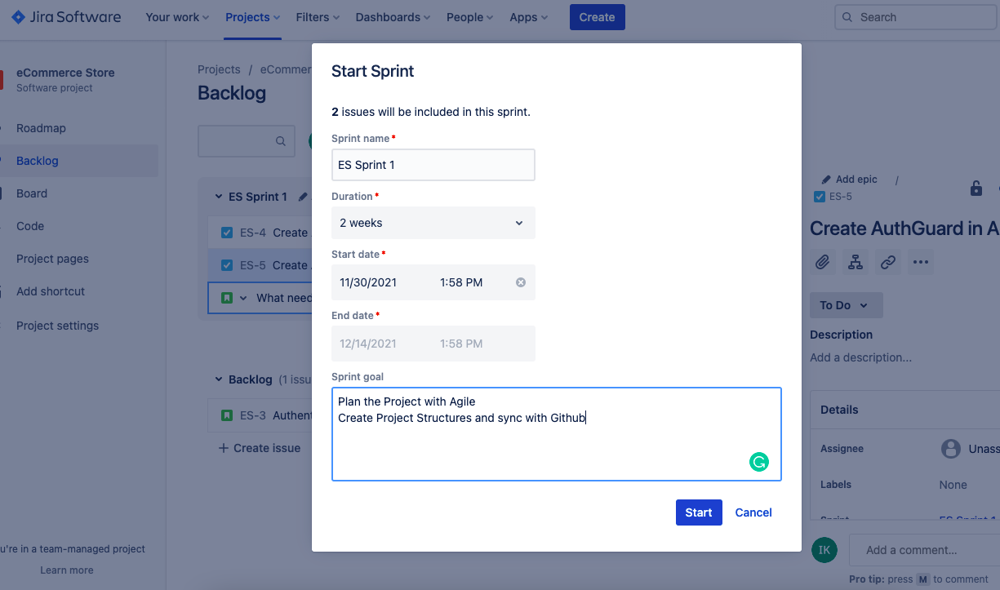 Jira Software
Your work
Projects
Filters
Dashboards
People
Apps
Create
Search
eCommerce Store
Software project
Roadmap
Backlog
Board
Code
Project pages
Add shortcut
Project settings
u're in a team-managed project
Learn more
Projects / eCommer
Backlog
ES Sprint 1
ES-4 Create
ES-5 Create
What need
Backlog (1 issu
ES-3 Authent
+ Create issue
Start Sprint
2 issues will be included in this sprint.
Sprint name*
ES Sprint 1
Duration*
2 weeks
Start date*
11/30/2021 1:58 PM
End date*
12/14/2021 1:58 PM
Sprint goal
Plan the Project with Agile
Create Project Structures and sync with Github
Start
Cancel
Add epic /
ES-5
Create AuthGuard in A
To Do
Description
Add a description...
Details
Assignee
Unass
Labels
None
Sprint
ES Sprint 1
IK
Add a comment...
Pro tip: press M to comment